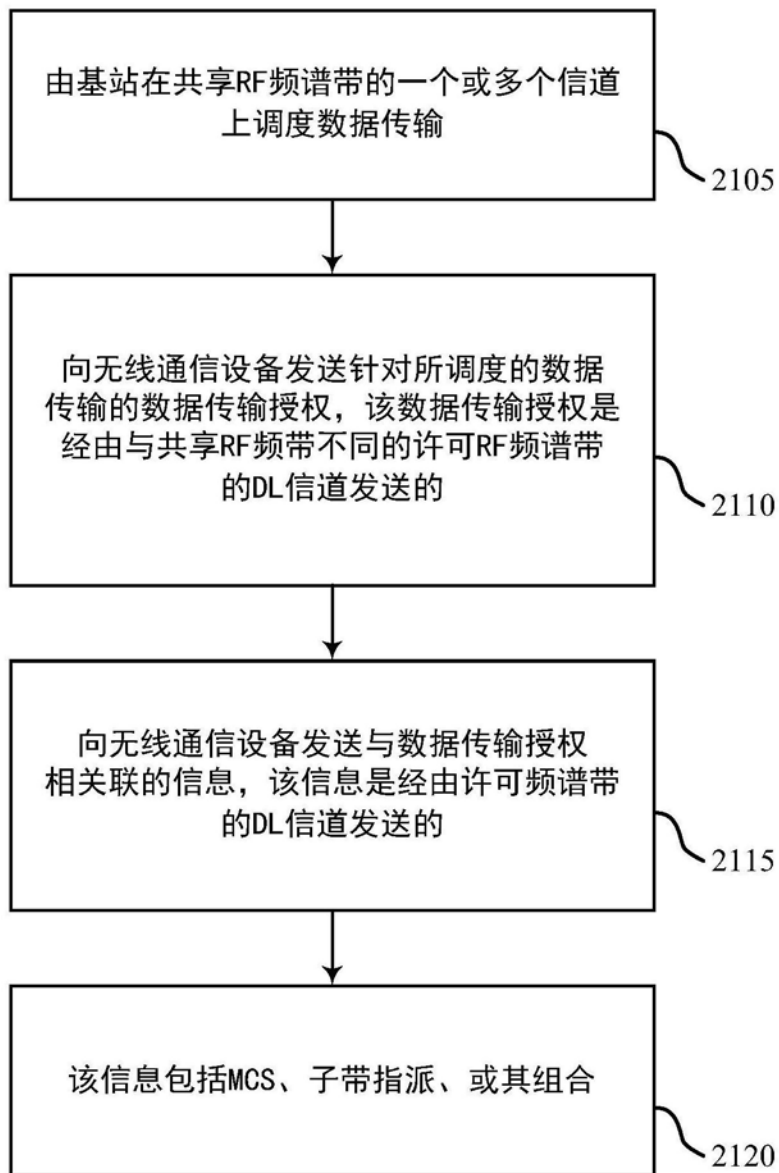 由基站在共享RF频谱带的一个或多个信道
上调度数据传输
2105
向无线通信设备发送针对所调度的数据
传输的数据传输授权，该数据传输授权是
经由与共享RF频带不同的许可RF频谱带
的DL信道发送的
2110
向无线通信设备发送与数据传输授权
相关联的信息，该信息是经由许可频谱带
的DL信道发送的
2115
该信息包括MCS、子带指派、或其组合
2120